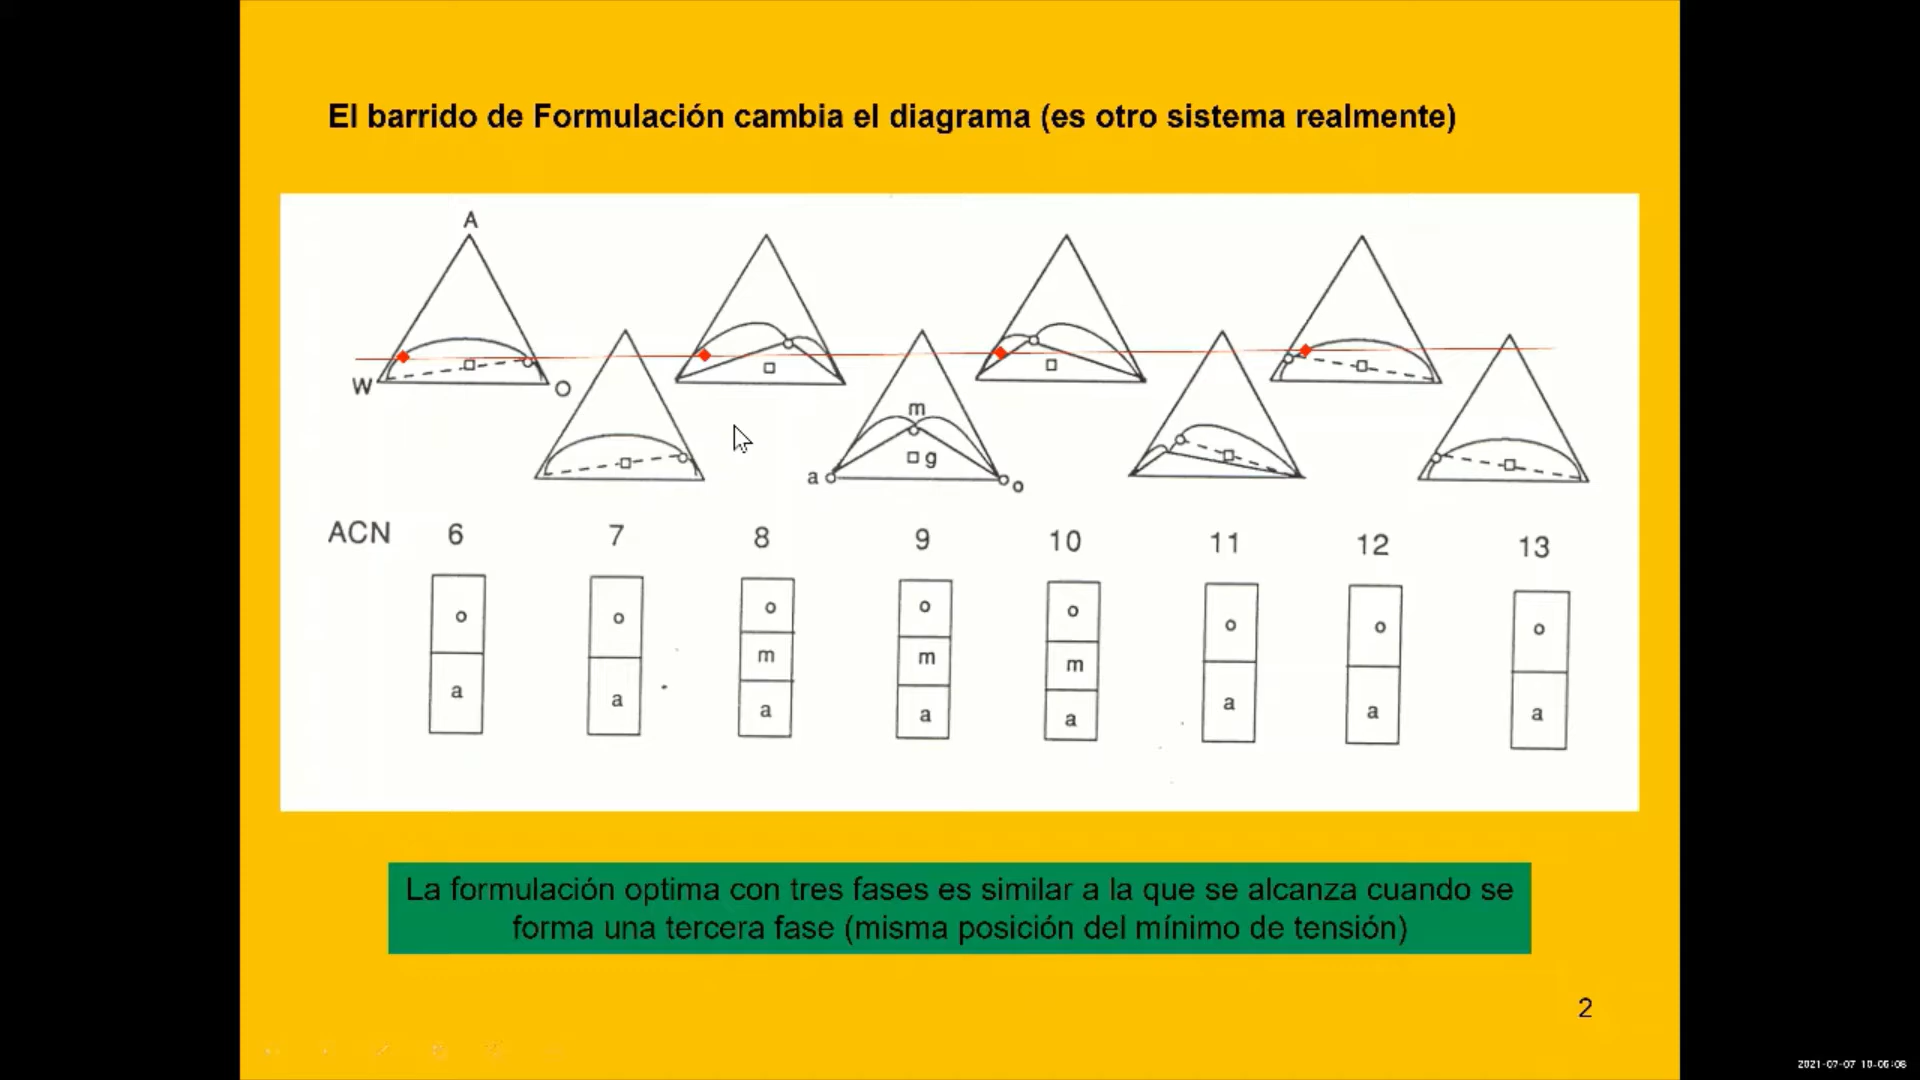 El barrido de Formulación cambia el diagrama (es otro sistema realmente)
A
W
O
m
g
a
o
ACN 6 7 8 9 10 11 12 13
o o o o o o o o
m m m
a a a a a a a a
La formulación optima con tres fases es similar a la que se alcanza cuando se
forma una tercera fase (misma posición del mínimo de tensión)
2
2021-07-07 10:06:06